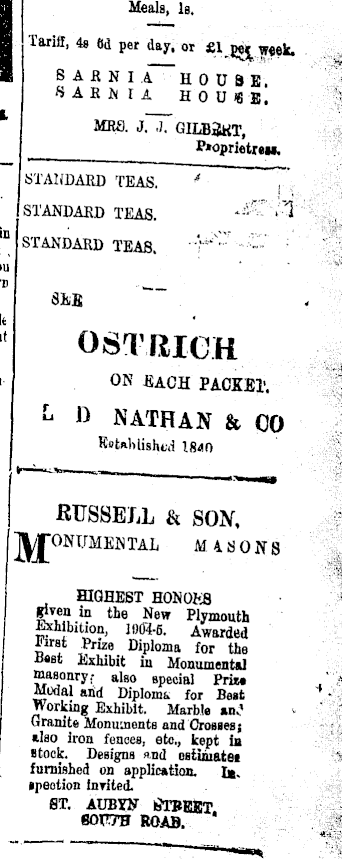 Meals, 1s.
Tariff, 4s 6d per day, or £1 per week.
SARNIA HOUSE.
SARNIA HOUSE.
MRS. J. J. GILBERT,
Proprietress.
STANDARD TEAS.
STANDARD TEAS.
STANDARD TEAS.
SEE
OSTRICH
ON EACH PACKET.
L D NATHAN & CO
Established 1840
RUSSELL & SON,
MONUMENTAL MASONS
HIGHEST HONORS
given in the New Plymouth
Exhibition, 1904-5. Awarded
First Prize Diploma for the
Best Exhibit in Monumental
masonry; also special Prize
Medal and Diploma for Best
Working Exhibit. Marble and
Granite Monuments and Crosses;
also iron fences, etc., kept in
stock. Designs and estimates
furnished on application. In-
spection invited.
ST. AUBYN STREET,
SOUTH ROAD.